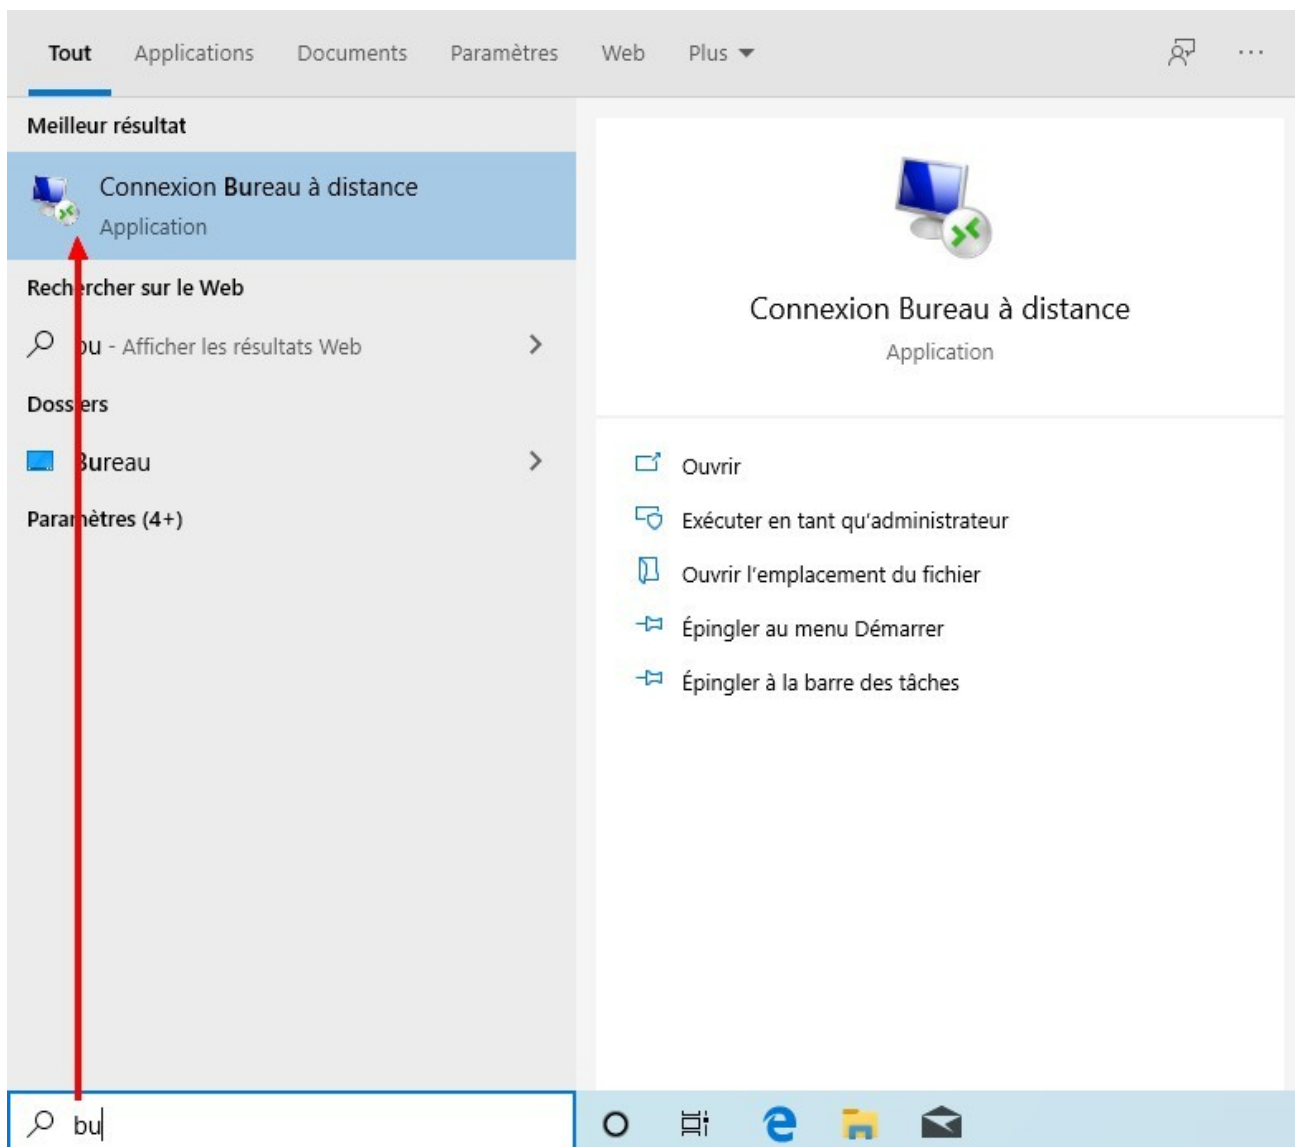 Tout Applications Documents Paramètres Web Plus
Meilleur résultat
Connexion Bureau à distance
Application
Rechercher sur le Web
bu - Afficher les résultats Web
Dossiers
Bureau
Paramètres (4+)
Connexion Bureau à distance
Application
Ouvrir
Exécuter en tant qu'administrateur
Ouvrir l'emplacement du fichier
Épingler au menu Démarrer
Épingler à la barre des tâches
bu